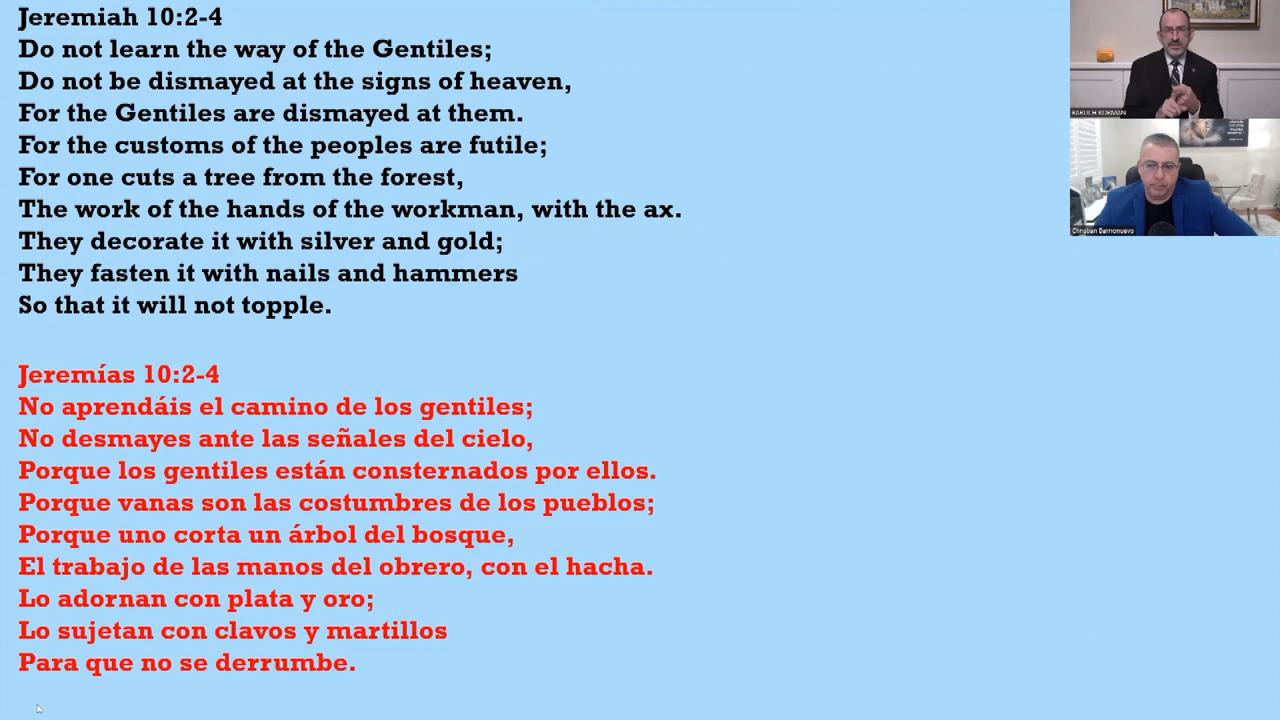 Jeremiah 10:2-4
Do not learn the way of the Gentiles;
Do not be dismayed at the signs of heaven,
For the Gentiles are dismayed at them.
For the customs of the peoples are futile;
For one cuts a tree from the forest,
The work of the hands of the workman, with the ax.
They decorate it with silver and gold;
They fasten it with nails and hammers
So that it will not topple.
Jeremías 10:2-4
No aprendáis el camino de los gentiles;
No desmayes ante las señales del cielo,
Porque los gentiles están consternados por ellos.
Porque vanas son las costumbres de los pueblos;
Porque uno corta un árbol del bosque,
El trabajo de las manos del obrero, con el hacha.
Lo adornan con plata y oro;
Lo sujetan con clavos y martillos
Para que no se derrumbe.
BARUCH KORMAN
Christian Barrionuevo